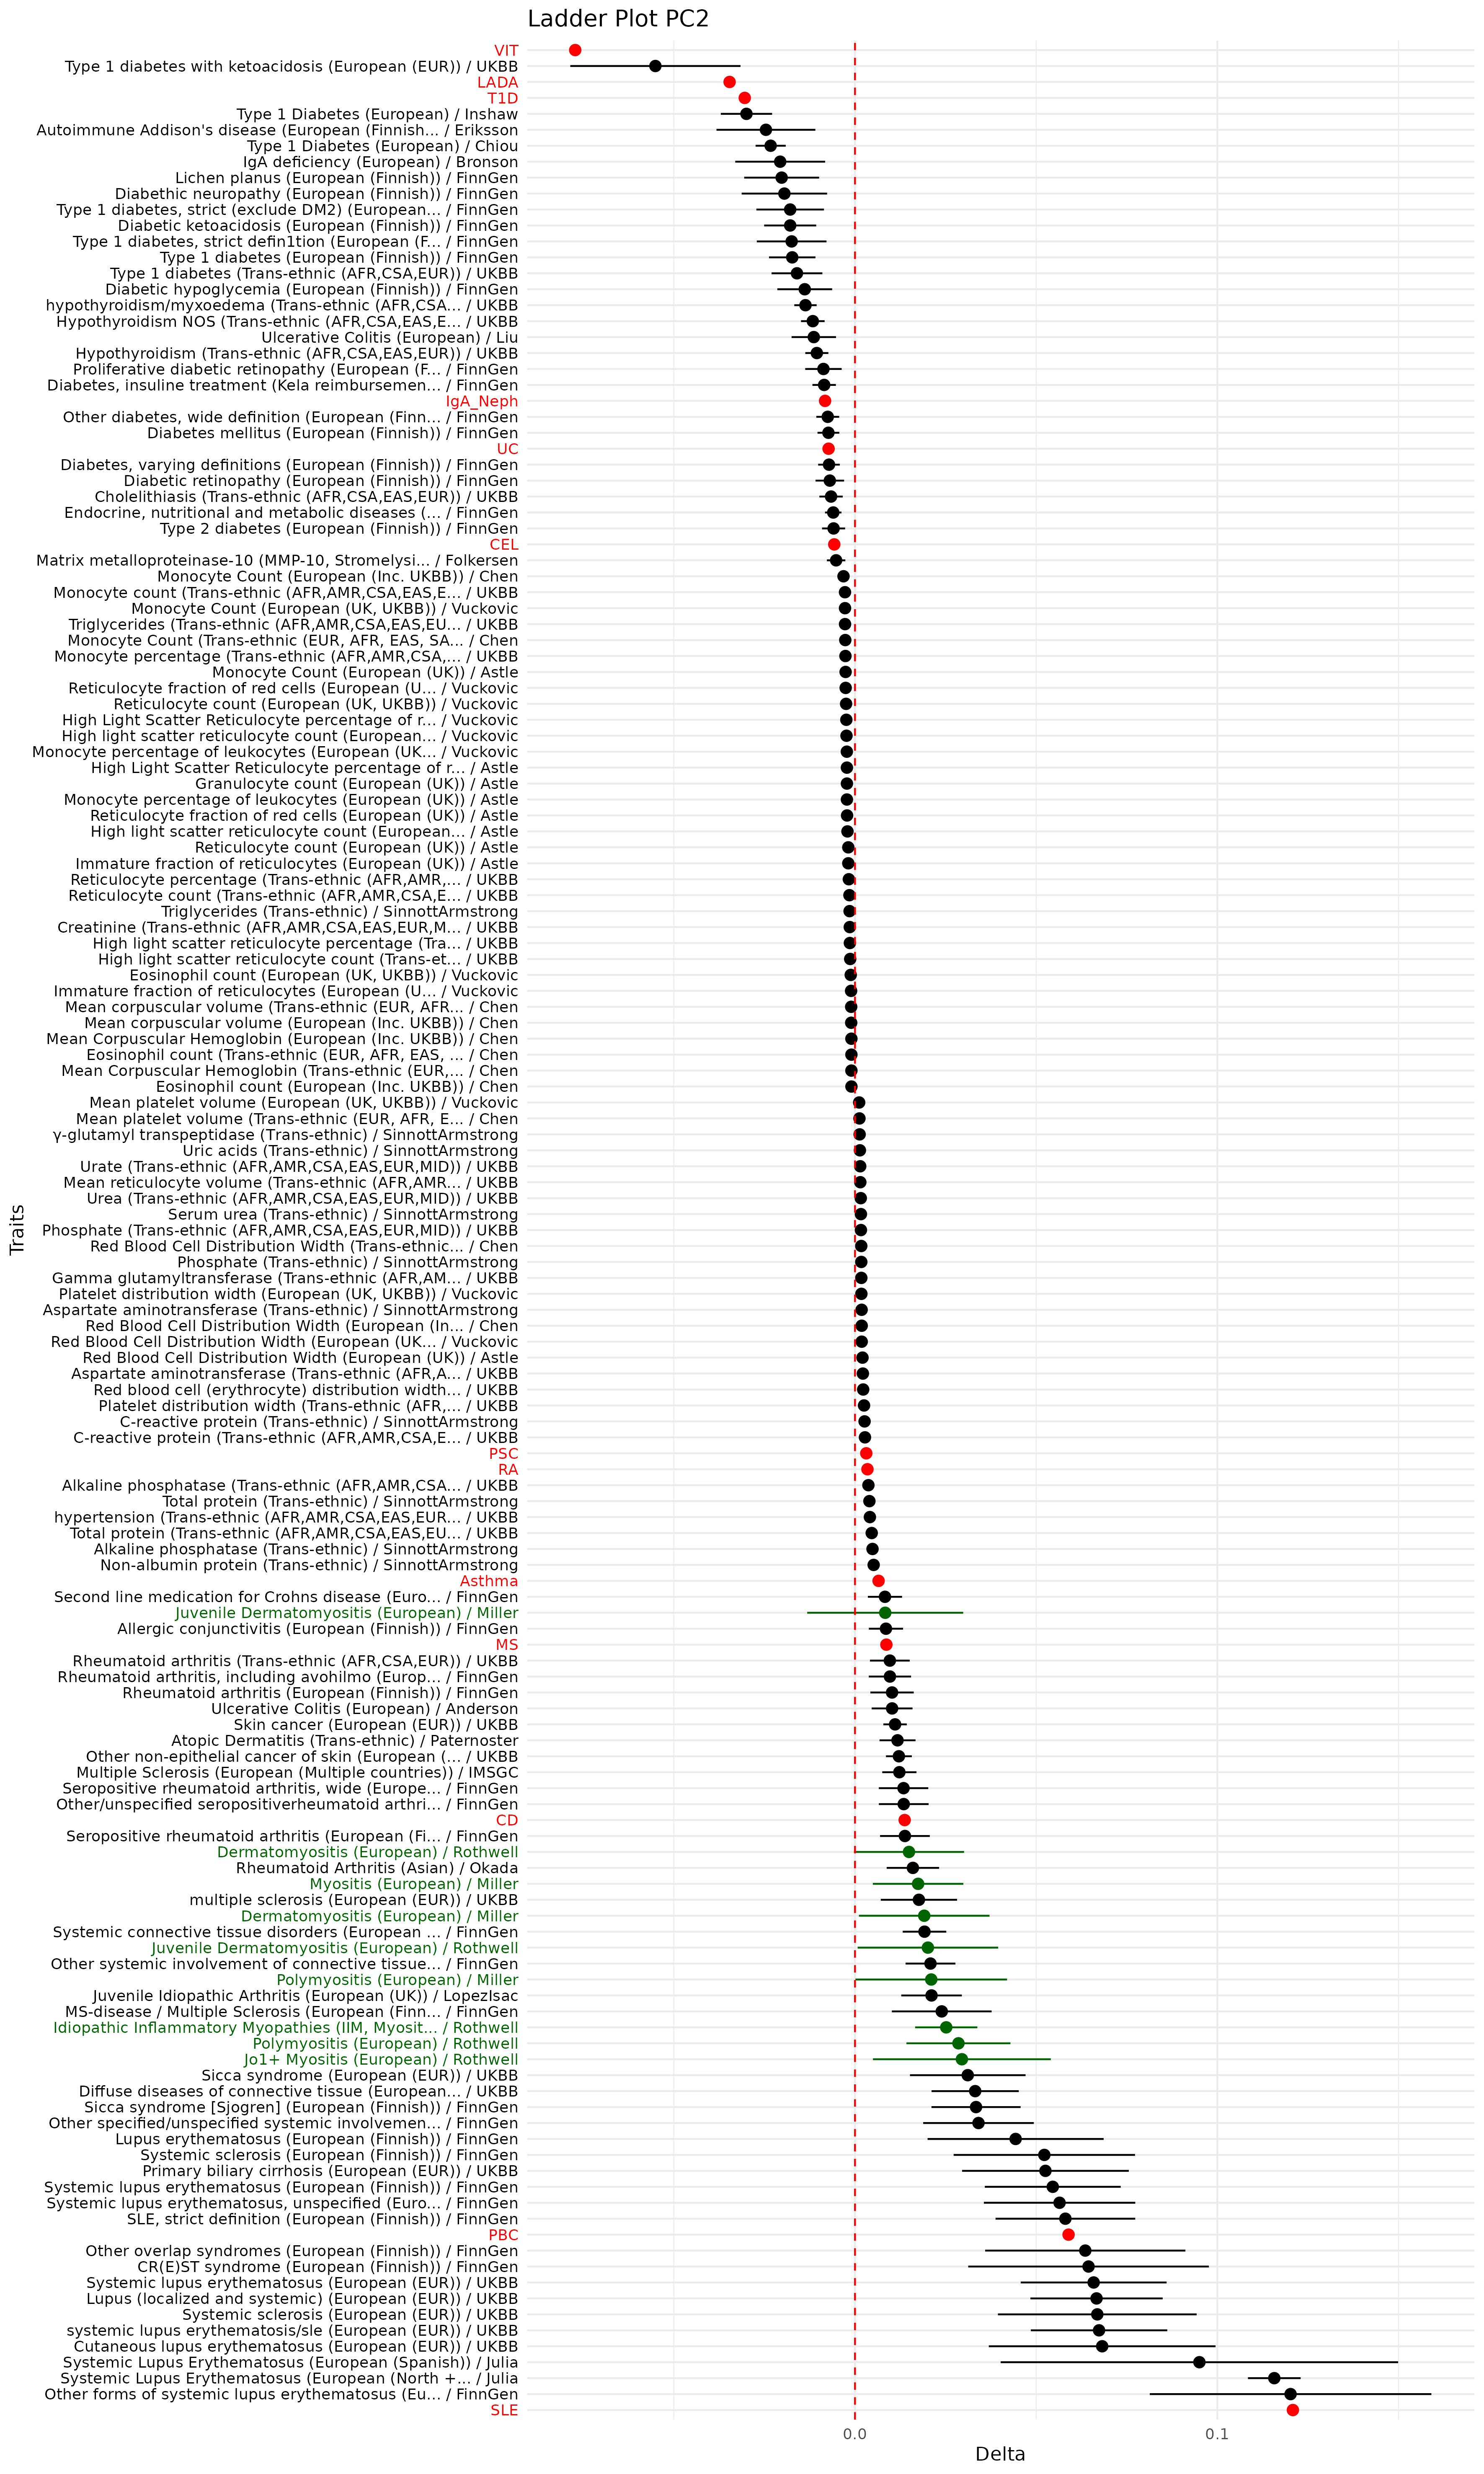 Ladder Plot PC2
VIT
Type 1 diabetes with ketoacidosis (European (EUR)) / UKBB
LADA
T1D
Type 1 Diabetes (European) / Inshaw
Autoimmune Addison's disease (European (Finnish... / Eriksson
Type 1 Diabetes (European) / Chiou
IgA deficiency (European) / Bronson
Lichen planus (European (Finnish)) / FinnGen
Diabethic neuropathy (European (Finnish)) / FinnGen
Type 1 diabetes, strict (exclude DM2) (European... / FinnGen
Diabetic ketoacidosis (European (Finnish)) / FinnGen
Type 1 diabetes, strict defin1tion (European (F... / FinnGen
Type 1 diabetes (European (Finnish)) / FinnGen
Type 1 diabetes (Trans-ethnic (AFR,CSA,EUR)) / UKBB
Diabetic hypoglycemia (European (Finnish)) / FinnGen
hypothyroidism/myxoedema (Trans-ethnic (AFR,CSA... / UKBB
Hypothyroidism NOS (Trans-ethnic (AFR,CSA,EAS,E... / UKBB
Ulcerative Colitis (European) / Liu
Hypothyroidism (Trans-ethnic (AFR,CSA,EAS,EUR)) / UKBB
Proliferative diabetic retinopathy (European (F... / FinnGen
Diabetes, insuline treatment (Kela reimbursemen... / FinnGen
IgA_Neph
Other diabetes, wide definition (European (Finn... / FinnGen
Diabetes mellitus (European (Finnish)) / FinnGen
UC
Diabetes, varying definitions (European (Finnish)) / FinnGen
Diabetic retinopathy (European (Finnish)) / FinnGen
Cholelithiasis (Trans-ethnic (AFR,CSA,EAS,EUR)) / UKBB
Endocrine, nutritional and metabolic diseases (... / FinnGen
Type 2 diabetes (European (Finnish)) / FinnGen
CEL
Matrix metalloproteinase-10 (MMP-10, Stromelysi... / Folkersen
Monocyte Count (European (Inc. UKBB)) / Chen
Monocyte count (Trans-ethnic (AFR,AMR,CSA,EAS,E... / UKBB
Monocyte Count (European (UK, UKBB)) / Vuckovic
Triglycerides (Trans-ethnic (AFR,AMR,CSA,EAS,EU... / UKBB
Monocyte Count (Trans-ethnic (EUR, AFR, EAS, SA... / Chen
Monocyte percentage (Trans-ethnic (AFR,AMR,CSA,... / UKBB
Monocyte Count (European (UK)) / Astle
Reticulocyte fraction of red cells (European (U... / Vuckovic
Reticulocyte count (European (UK, UKBB)) / Vuckovic
High Light Scatter Reticulocyte percentage of r... / Vuckovic
High light scatter reticulocyte count (European... / Vuckovic
Monocyte percentage of leukocytes (European (UK... / Vuckovic
High Light Scatter Reticulocyte percentage of r... / Astle
Granulocyte count (European (UK)) / Astle
Monocyte percentage of leukocytes (European (UK)) / Astle
Reticulocyte fraction of red cells (European (UK)) / Astle
High light scatter reticulocyte count (European... / Astle
Reticulocyte count (European (UK)) / Astle
Immature fraction of reticulocytes (European (UK)) / Astle
Reticulocyte percentage (Trans-ethnic (AFR,AMR,... / UKBB
Reticulocyte count (Trans-ethnic (AFR,AMR,CSA,E... / UKBB
Triglycerides (Trans-ethnic) / SinnottArmstrong
Creatinine (Trans-ethnic (AFR,AMR,CSA,EAS,EUR,M... / UKBB
High light scatter reticulocyte percentage (Tra... / UKBB
High light scatter reticulocyte count (Trans-et... / UKBB
Eosinophil count (European (UK, UKBB)) / Vuckovic
Immature fraction of reticulocytes (European (U... / Vuckovic
Mean corpuscular volume (Trans-ethnic (EUR, AFR... / Chen
Mean corpuscular volume (European (Inc. UKBB)) / Chen
Mean Corpuscular Hemoglobin (European (Inc. UKBB)) / Chen
Eosinophil count (Trans-ethnic (EUR, AFR, EAS, ... / Chen
Mean Corpuscular Hemoglobin (Trans-ethnic (EUR,... / Chen
Eosinophil count (European (Inc. UKBB)) / Chen
Mean platelet volume (European (UK, UKBB)) / Vuckovic
Mean platelet volume (Trans-ethnic (EUR, AFR, E... / Chen
γ-glutamyl transpeptidase (Trans-ethnic) / SinnottArmstrong
Uric acids (Trans-ethnic) / SinnottArmstrong
Urate (Trans-ethnic (AFR,AMR,CSA,EAS,EUR,MID)) / UKBB
Mean reticulocyte volume (Trans-ethnic (AFR,AMR... / UKBB
Urea (Trans-ethnic (AFR,AMR,CSA,EAS,EUR,MID)) / UKBB
Serum urea (Trans-ethnic) / SinnottArmstrong
Phosphate (Trans-ethnic (AFR,AMR,CSA,EAS,EUR,MID)) / UKBB
Red Blood Cell Distribution Width (Trans-ethnic... / Chen
Phosphate (Trans-ethnic) / SinnottArmstrong
Gamma glutamyltransferase (Trans-ethnic (AFR,AM... / UKBB
Platelet distribution width (European (UK, UKBB)) / Vuckovic
Aspartate aminotransferase (Trans-ethnic) / SinnottArmstrong
Red Blood Cell Distribution Width (European (In... / Chen
Red Blood Cell Distribution Width (European (UK... / Vuckovic
Red Blood Cell Distribution Width (European (UK)) / Astle
Aspartate aminotransferase (Trans-ethnic (AFR,A... / UKBB
Red blood cell (erythrocyte) distribution width... / UKBB
Platelet distribution width (Trans-ethnic (AFR,... / UKBB
C-reactive protein (Trans-ethnic) / SinnottArmstrong
C-reactive protein (Trans-ethnic (AFR,AMR,CSA,E... / UKBB
PSC
RA
Alkaline phosphatase (Trans-ethnic (AFR,AMR,CSA... / UKBB
Total protein (Trans-ethnic) / SinnottArmstrong
hypertension (Trans-ethnic (AFR,AMR,CSA,EAS,EUR... / UKBB
Total protein (Trans-ethnic (AFR,AMR,CSA,EAS,EU... / UKBB
Alkaline phosphatase (Trans-ethnic) / SinnottArmstrong
Non-albumin protein (Trans-ethnic) / SinnottArmstrong
Asthma
Second line medication for Crohns disease (Euro... / FinnGen
Juvenile Dermatomyositis (European) / Miller
Allergic conjunctivitis (European (Finnish)) / FinnGen
MS
Rheumatoid arthritis (Trans-ethnic (AFR,CSA,EUR)) / UKBB
Rheumatoid arthritis, including avohilmo (Europ... / FinnGen
Rheumatoid arthritis (European (Finnish)) / FinnGen
Ulcerative Colitis (European) / Anderson
Skin cancer (European (EUR)) / UKBB
Atopic Dermatitis (Trans-ethnic) / Paternoster
Other non-epithelial cancer of skin (European (... / UKBB
Multiple Sclerosis (European (Multiple countries)) / IMSGC
Seropositive rheumatoid arthritis, wide (Europe... / FinnGen
Other/unspecified seropositiverheumatoid arthri... / FinnGen
CD
Seropositive rheumatoid arthritis (European (Fi... / FinnGen
Dermatomyositis (European) / Rothwell
Rheumatoid Arthritis (Asian) / Okada
Myositis (European) / Miller
multiple sclerosis (European (EUR)) / UKBB
Dermatomyositis (European) / Miller
Systemic connective tissue disorders (European ... / FinnGen
Juvenile Dermatomyositis (European) / Rothwell
Other systemic involvement of connective tissue... / FinnGen
Polymyositis (European) / Miller
Juvenile Idiopathic Arthritis (European (UK)) / LopezIsac
MS-disease / Multiple Sclerosis (European (Finn... / FinnGen
Idiopathic Inflammatory Myopathies (IIM, Myosit... / Rothwell
Polymyositis (European) / Rothwell
Jo1+ Myositis (European) / Rothwell
Sicca syndrome (European (EUR)) / UKBB
Diffuse diseases of connective tissue (European... / UKBB
Sicca syndrome [Sjogren] (European (Finnish)) / FinnGen
Other specified/unspecified systemic involvemen... / FinnGen
Lupus erythematosus (European (Finnish)) / FinnGen
Systemic sclerosis (European (Finnish)) / FinnGen
Primary biliary cirrhosis (European (EUR)) / UKBB
Systemic lupus erythematosus (European (Finnish)) / FinnGen
Systemic lupus erythematosus, unspecified (Euro... / FinnGen
SLE, strict definition (European (Finnish)) / FinnGen
PBC
Other overlap syndromes (European (Finnish)) / FinnGen
CR(E)ST syndrome (European (Finnish)) / FinnGen
Systemic lupus erythematosus (European (EUR)) / UKBB
Lupus (localized and systemic) (European (EUR)) / UKBB
Systemic sclerosis (European (EUR)) / UKBB
systemic lupus erythematosis/sle (European (EUR)) / UKBB
Cutaneous lupus erythematosus (European (EUR)) / UKBB
Systemic Lupus Erythematosus (European (Spanish)) / Julia
Systemic Lupus Erythematosus (European (North +... / Julia
Other forms of systemic lupus erythematosus (Eu... / FinnGen
SLE
Traits
0.0
0.1
Delta